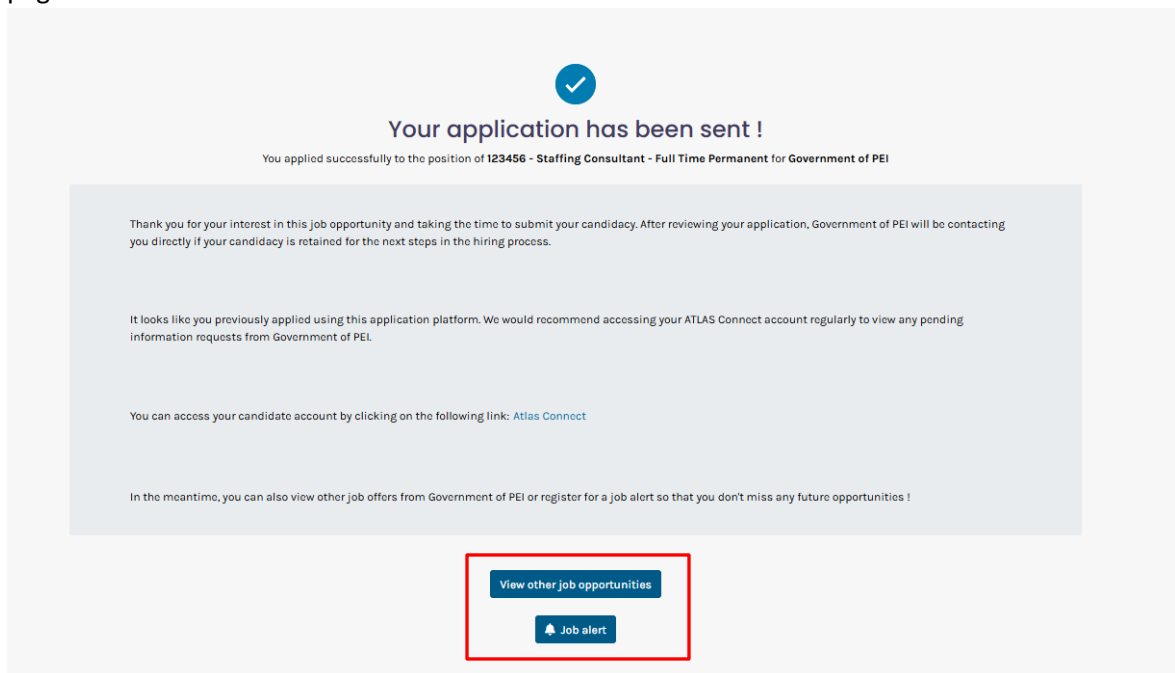 Your application has been sent !
You applied successfully to the position of 123456 - Staffing Consultant - Full Time Permanent for Government of PEI
Thank you for your interest in this job opportunity and taking the time to submit your candidacy. After reviewing your application, Government of PEI will be contacting
you directly if your candidacy is retained for the next steps in the hiring process.
It looks like you previously applied using this application platform. We would recommend accessing your ATLAS Connect account regularly to view any pending
information requests from Government of PEI.
You can access your candidate account by clicking on the following link: Atlas Connect
In the meantime, you can also view other job offers from Government of PEI or register for a job alert so that you don't miss any future opportunities !
View other job opportunities
Job alert